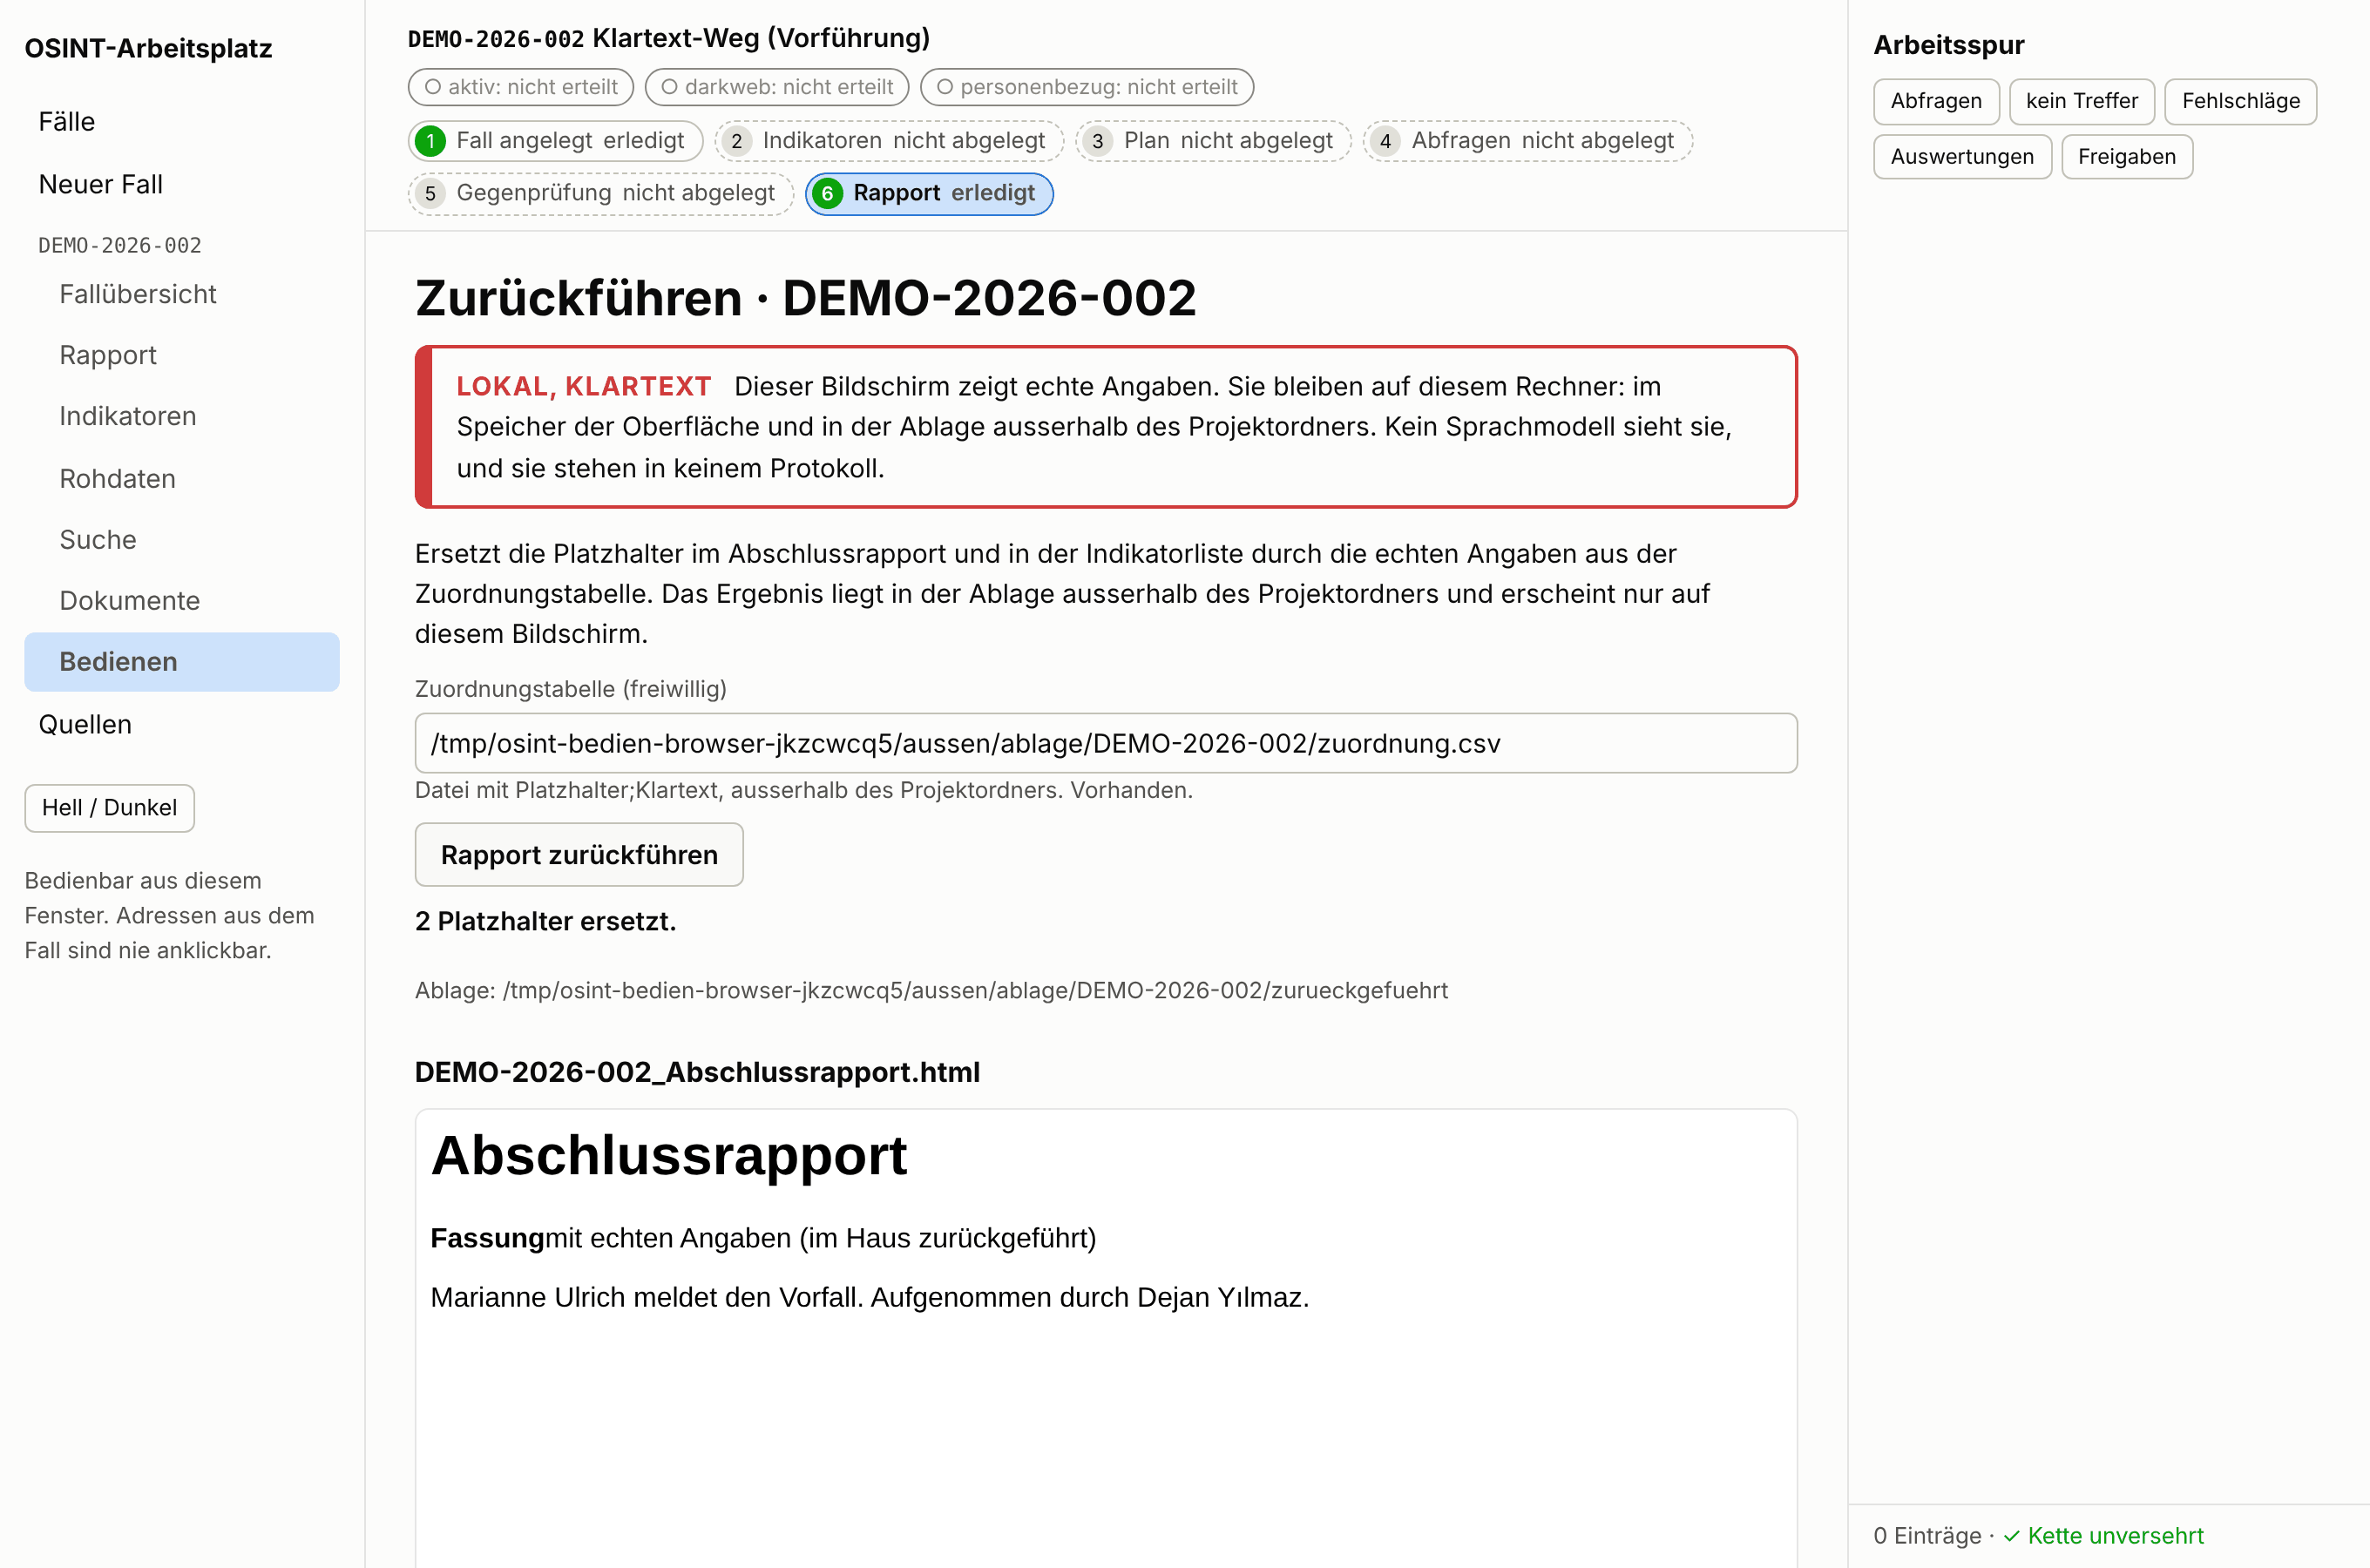 OSINT-Arbeitsplatz
Fälle
Neuer Fall
DEMO-2026-002
Fallübersicht
Rapport
Indikatoren
Rohdaten
Suche
Dokumente
Bedienen
Quellen
Hell / Dunkel
Bedienbar aus diesem
Fenster. Adressen aus dem
Fall sind nie anklickbar.
DEMO-2026-002 Klartext-Weg (Vorführung)
aktiv: nicht erteilt darkweb: nicht erteilt personenbezug: nicht erteilt
1 Fall angelegt erledigt 2 Indikatoren nicht abgelegt 3 Plan nicht abgelegt 4 Abfragen nicht abgelegt
5 Gegenprüfung nicht abgelegt 6 Rapport erledigt
Zurückführen · DEMO-2026-002
LOKAL, KLARTEXT Dieser Bildschirm zeigt echte Angaben. Sie bleiben auf diesem Rechner: im
Speicher der Oberfläche und in der Ablage ausserhalb des Projektordners. Kein Sprachmodell sieht sie,
und sie stehen in keinem Protokoll.
Ersetzt die Platzhalter im Abschlussrapport und in der Indikatorliste durch die echten Angaben aus der
Zuordnungstabelle. Das Ergebnis liegt in der Ablage ausserhalb des Projektordners und erscheint nur auf
diesem Bildschirm.
Zuordnungstabelle (freiwillig)
/tmp/osint-bedien-browser-jkzcwcq5/aussen/ablage/DEMO-2026-002/zuordnung.csv
Datei mit Platzhalter;Klartext, ausserhalb des Projektordners. Vorhanden.
Rapport zurückführen
2 Platzhalter ersetzt.
Ablage: /tmp/osint-bedien-browser-jkzcwcq5/aussen/ablage/DEMO-2026-002/zurueckgefuehrt
DEMO-2026-002_Abschlussrapport.html
Abschlussrapport
Fassungmit echten Angaben (im Haus zurückgeführt)
Marianne Ulrich meldet den Vorfall. Aufgenommen durch Dejan Yılmaz.
Arbeitsspur
Abfragen kein Treffer Fehlschläge
Auswertungen Freigaben
0 Einträge · ✓ Kette unversehrt